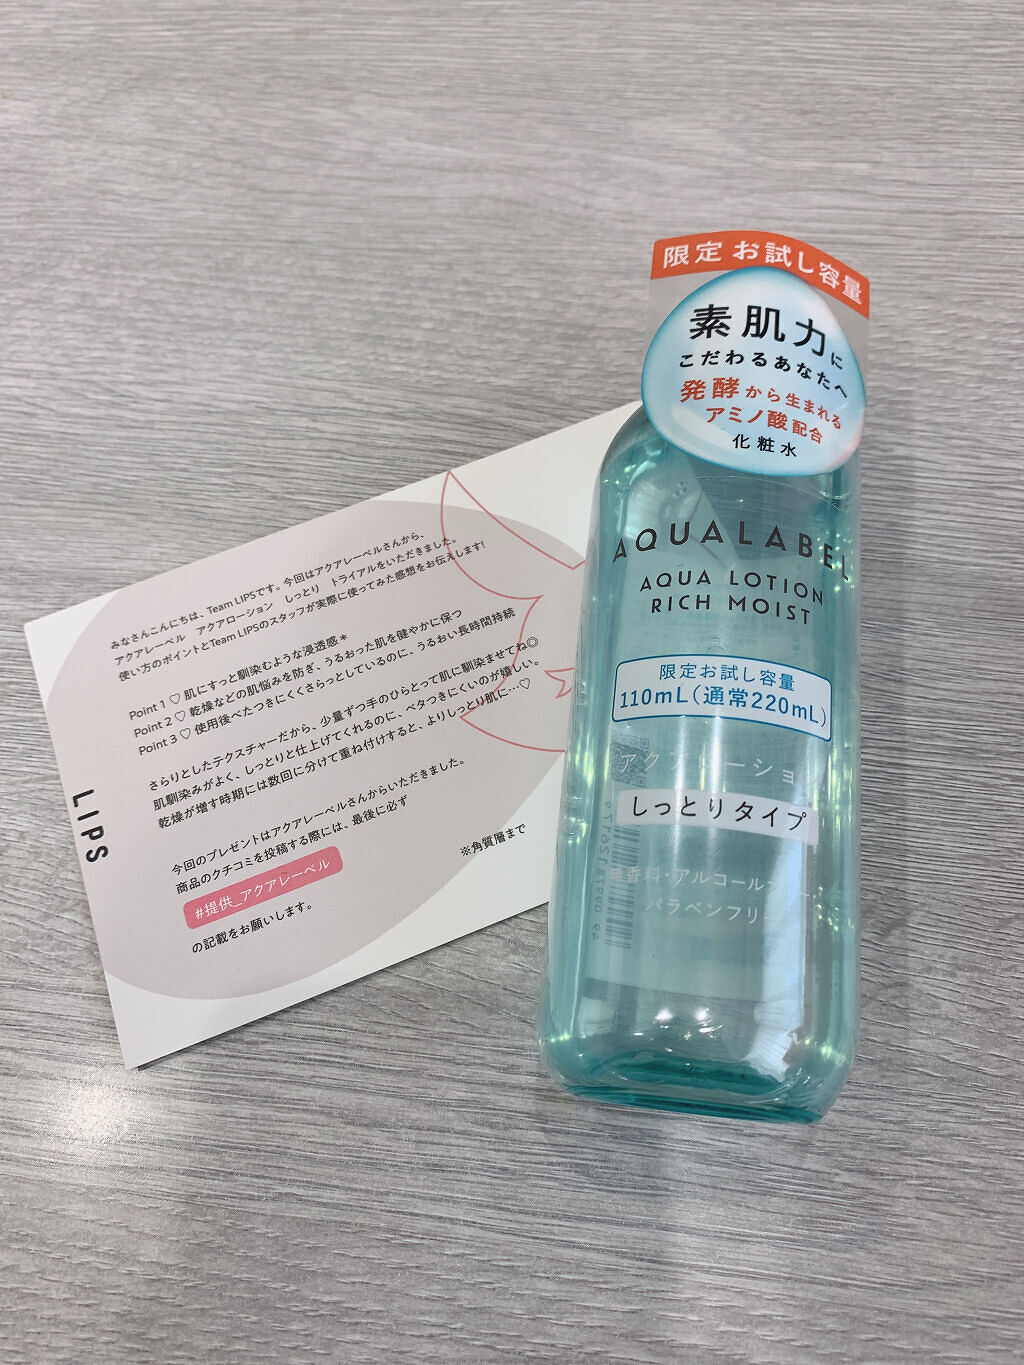 みなさんこんにちは、Team LIPSです。今回はアクアレーベルさんから、
アクアレーベル　アクアローション　しっとり　トライアルをいただきました。
使い方のポイントとTeam LIPSのスタッフが実際に使ってみた感想をお伝えします!
Point 1 ♡ 肌にすっと馴染むような浸透感＊
Point 2 ♡ 乾燥などの肌悩みを防ぎ、うるおった肌を健やかに保つ
Point 3 ♡ 使用後べたつきにくくさらっとしているのに、うるおい長時間持続
さらりとしたテクスチャーだから、少量ずつ手のひらとって肌に馴染ませてね◎
肌馴染みがよく、しっとりと仕上げてくれるのに、ベタつきにくいのが嬉しい。
乾燥が増す時期には数回に分けて重ね付けすると、よりしっとり肌に…♡
今回のプレゼントはアクアレーベルさんからいただきました。
商品のクチコミを投稿する際には、最後に必ず
#提供_アクアレーベル
の記載をお願いします。
※角質層まで
LIPS
限定 お試し容量
素肌力に
こだわるあなたへ
発酵から生まれる
アミノ酸配合
化粧水
AQUALABEL
AQUA LOTION
RICH MOIST
限定お試し容量
110mL(通常220mL)
アクアローション
しっとりタイプ
無香料・アルコール
パラベンフリー